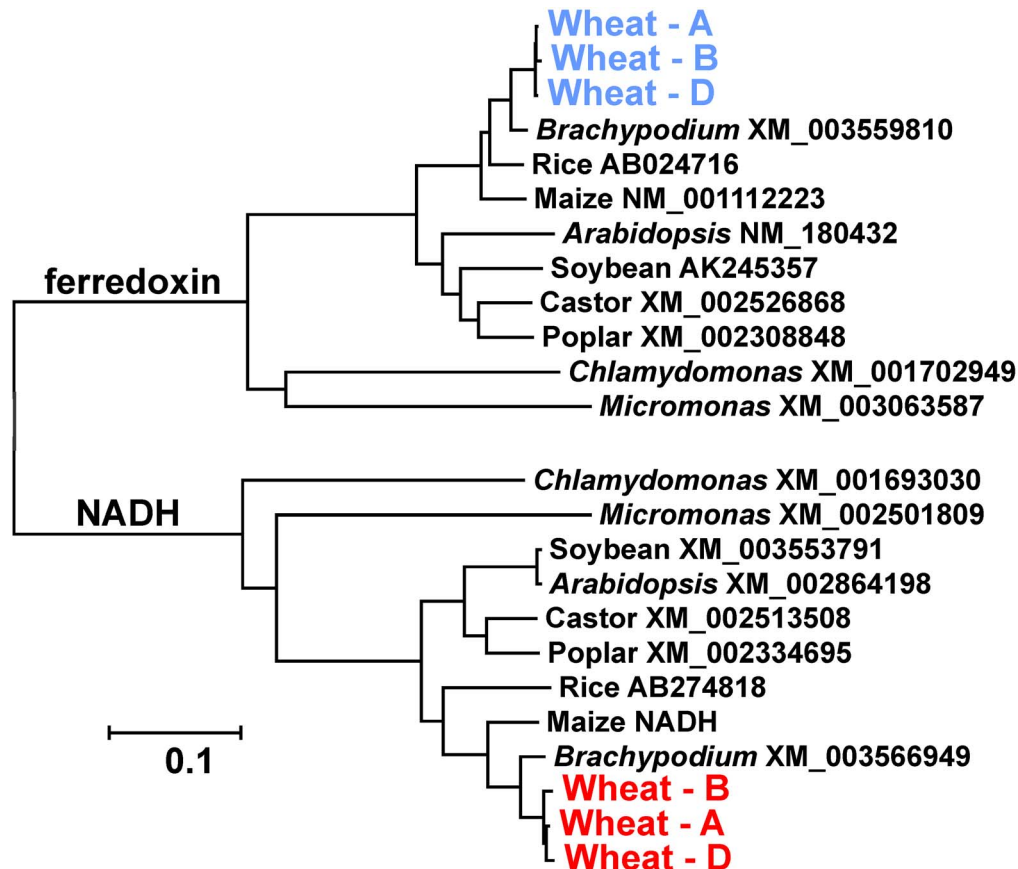 Wheat - A
Wheat - B
Wheat - D
Brachypodium XM_003559810
Rice AB024716
Maize NM_001112223
Arabidopsis NM_180432
Soybean AK245357
ferredoxin
Castor XM_002526868
Poplar XM_002308848
Chlamydomonas XM_001702949
Micromonas XM_003063587
Chlamydomonas XM_001693030
NADH
Micromonas XM_002501809
Soybean XM_003553791
Arabidopsis XM_002864198
Castor XM_002513508
Poplar XM_002334695
Rice AB274818
Maize NADH
0.1
Brachypodium XM_003566949
Wheat - B
Wheat - A
Wheat - D